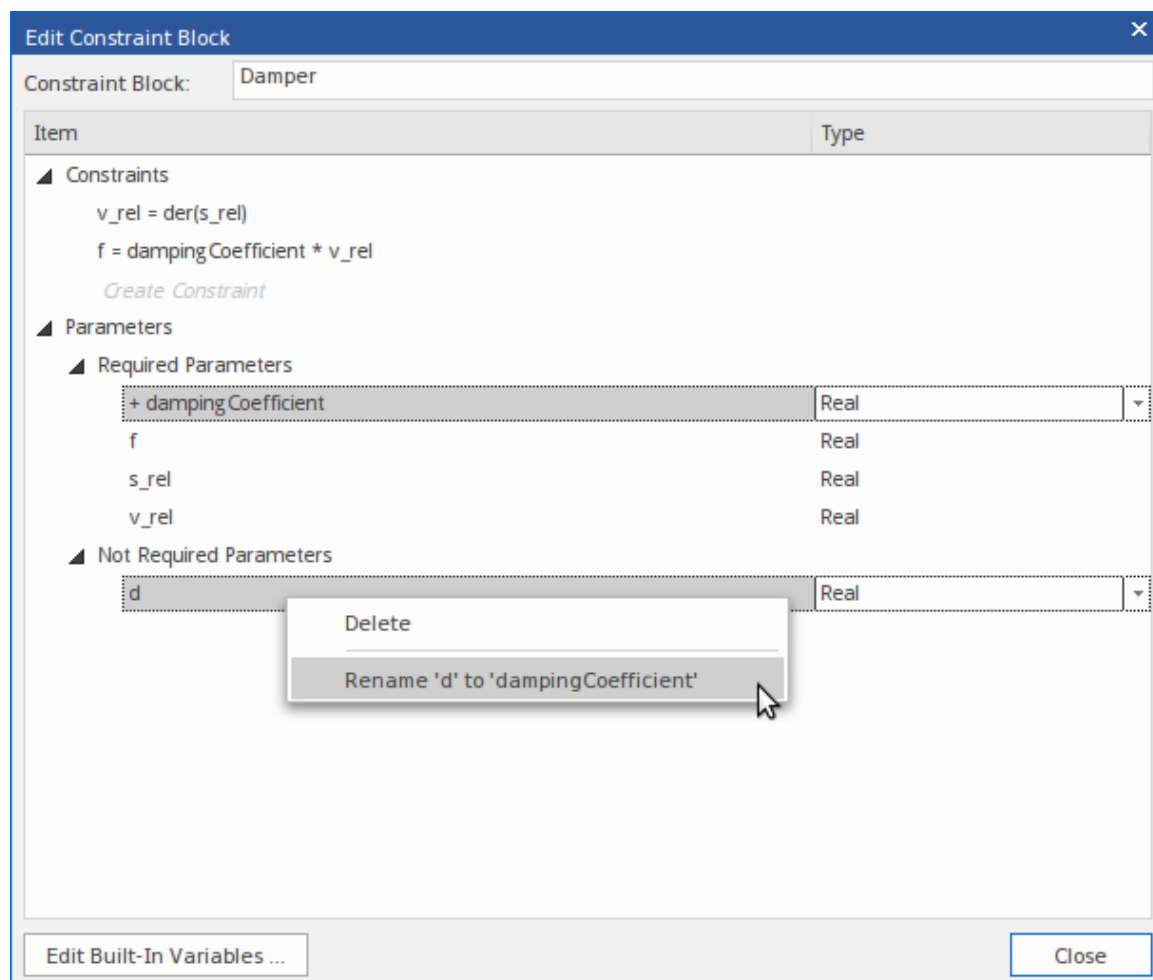 Edit Constraint Block
Constraint Block: Damper
Item Type
Constraints
v_rel = der(s_rel)
f = dampingCoefficient * v_rel
Create Constraint
Parameters
Required Parameters
+ dampingCoefficient Real
f Real
s_rel Real
v_rel Real
Not Required Parameters
d Real
Delete
Rename 'd' to 'dampingCoefficient'
Edit Built-In Variables ... Close